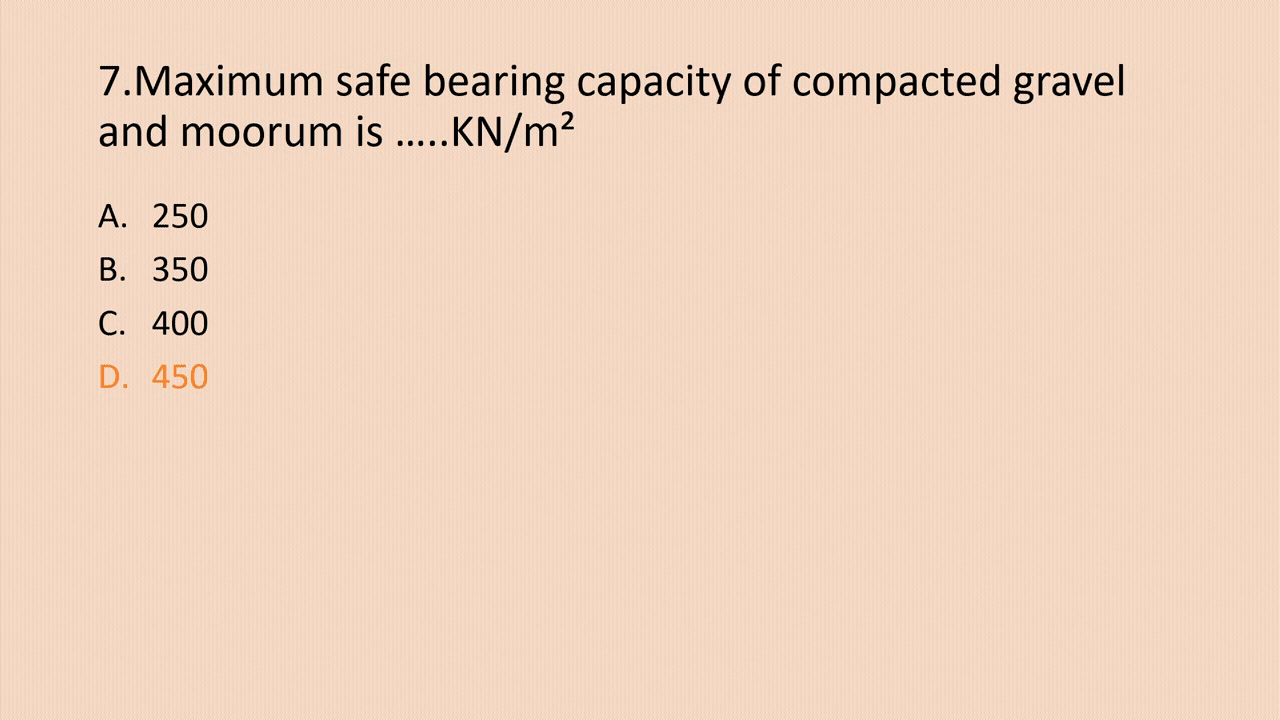 7.Maximum safe bearing capacity of compacted gravel
and moorum is …..KN/m²
A. 250
B. 350
C. 400
D. 450